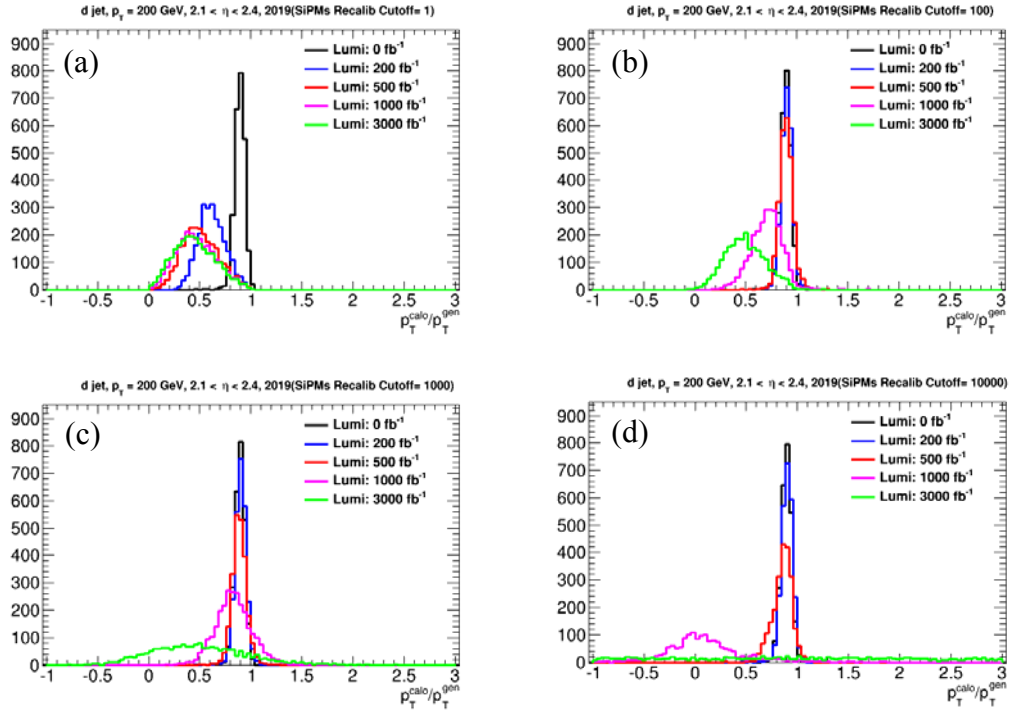 d jet, p_T = 200 GeV, 2.1 < η < 2.4, 2019(SiPMs Recalib Cutoff= 1)
(a)
Lumi: 0 fb⁻¹
Lumi: 200 fb⁻¹
Lumi: 500 fb⁻¹
Lumi: 1000 fb⁻¹
Lumi: 3000 fb⁻¹
900
800
700
600
500
400
300
200
100
0
-1 -0.5 0 0.5 1 1.5 2 2.5 3
p_T^calo/p_T^gen
d jet, p_T = 200 GeV, 2.1 < η < 2.4, 2019(SiPMs Recalib Cutoff= 100)
(b)
Lumi: 0 fb⁻¹
Lumi: 200 fb⁻¹
Lumi: 500 fb⁻¹
Lumi: 1000 fb⁻¹
Lumi: 3000 fb⁻¹
900
800
700
600
500
400
300
200
100
0
-1 -0.5 0 0.5 1 1.5 2 2.5 3
p_T^calo/p_T^gen
d jet, p_T = 200 GeV, 2.1 < η < 2.4, 2019(SiPMs Recalib Cutoff= 1000)
(c)
Lumi: 0 fb⁻¹
Lumi: 200 fb⁻¹
Lumi: 500 fb⁻¹
Lumi: 1000 fb⁻¹
Lumi: 3000 fb⁻¹
900
800
700
600
500
400
300
200
100
0
-1 -0.5 0 0.5 1 1.5 2 2.5 3
p_T^calo/p_T^gen
d jet, p_T = 200 GeV, 2.1 < η < 2.4, 2019(SiPMs Recalib Cutoff= 10000)
(d)
Lumi: 0 fb⁻¹
Lumi: 200 fb⁻¹
Lumi: 500 fb⁻¹
Lumi: 1000 fb⁻¹
Lumi: 3000 fb⁻¹
900
800
700
600
500
400
300
200
100
0
-1 -0.5 0 0.5 1 1.5 2 2.5 3
p_T^calo/p_T^gen